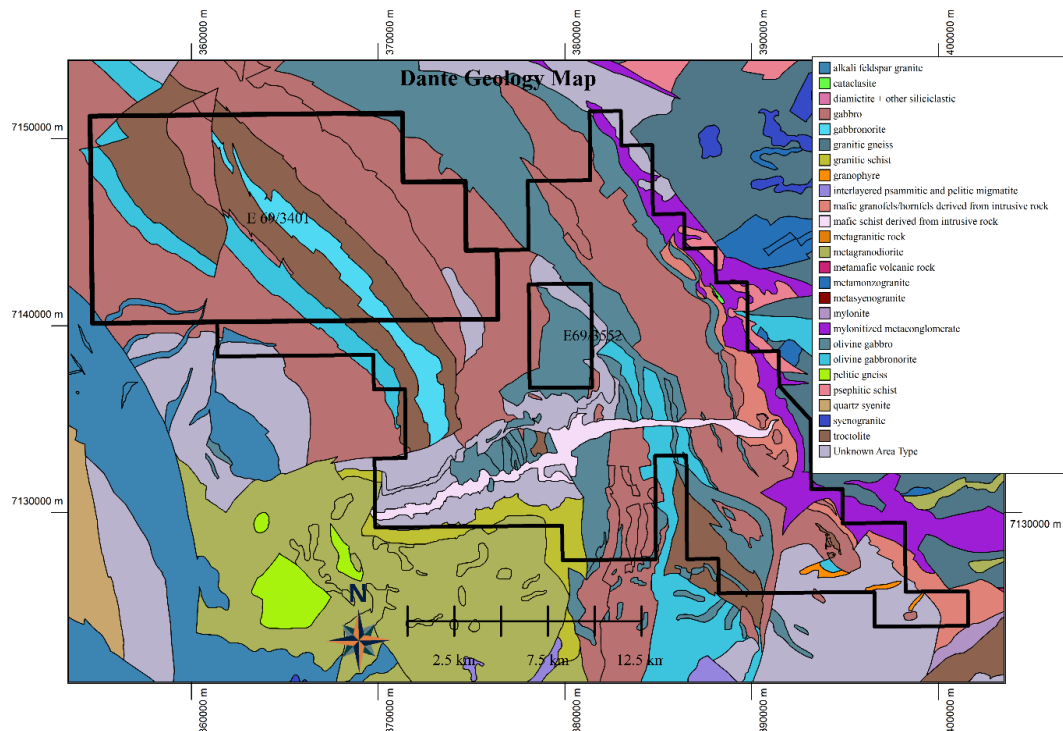 360000 m
370000 m
380000 m
390000 m
400000 m
Dante Geology Map
7150000 m
7140000 m
7130000 m
7130000 m
E 69/3401
E69/3552
alkali feldspar granite
cataclasite
diamictite + other siliciclastic
gabbro
gabbronorite
granitic gneiss
granitic schist
granophyre
interlayered psammitic and pelitic migmatite
mafic granofels/hornfels derived from intrusive rock
mafic schist derived from intrusive rock
metagranitic rock
metagranodiorite
metamafic volcanic rock
metamonzogranite
metasyenogranite
mylonite
mylonitized metaconglomerate
olivine gabbro
olivine gabbronorite
pelitic gneiss
psephitic schist
quartz syenite
syenogranite
troctolite
Unknown Area Type
N
2.5 km
7.5 km
12.5 km
360000 m
370000 m
380000 m
390000 m
400000 m